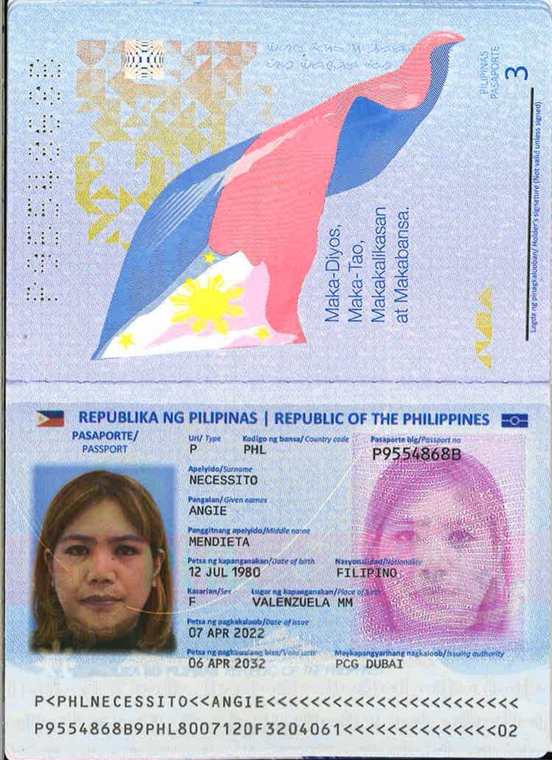 P9554868B
PILIPINAS
PASAPORTE
3
Maka-Diyos,
Maka-Tao,
Makakalikasan
at Makabansa.
Lagda ng pinagkalooban/ Holder's signature (Not valid unless signed)
REPUBLIKA NG PILIPINAS | REPUBLIC OF THE PHILIPPINES
PASAPORTE/
PASSPORT
Uri/ Type Kodigo ng bansa/ Country code Pasaporte blg/Passport no
P PHL P9554868B
Apelyido/Surname
NECESSITO
Pangalan/ Given names
ANGIE
Panggitnang apelyido/Middle name
MENDIETA
Petsa ng kapanganakan/Date of birth Nasyonalidad/Nationality
12 JUL 1980 FILIPINO
Kasarian/Sex Lugar ng kapanganakan/Place of birth
F VALENZUELA MM
Petsa ng pagkakaloob/Date of issue
07 APR 2022
Petsa ng pagkawalang bisa/Valid until Maykapangyarihang nagkaloob/Issuing authority
06 APR 2032 PCG DUBAI
P<PHLNECESSITO<<ANGIE<<<<<<<<<<<<<<<<<<<<<<<
P9554868B9PHL8007120F3204061<<<<<<<<<<<<<<02